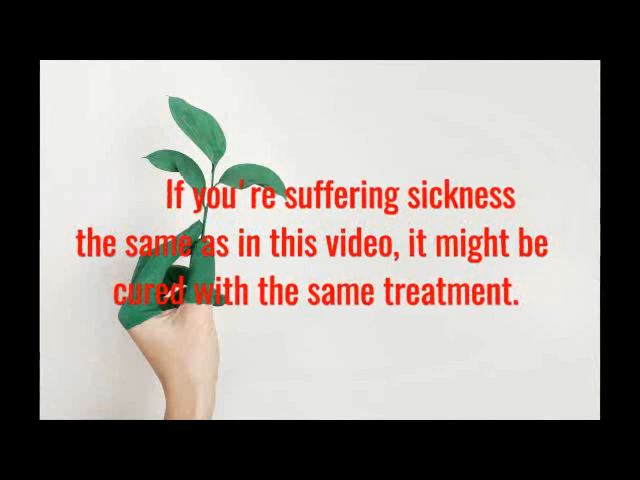 If you're suffering sickness
the same as in this video, it might be
cured with the same treatment.